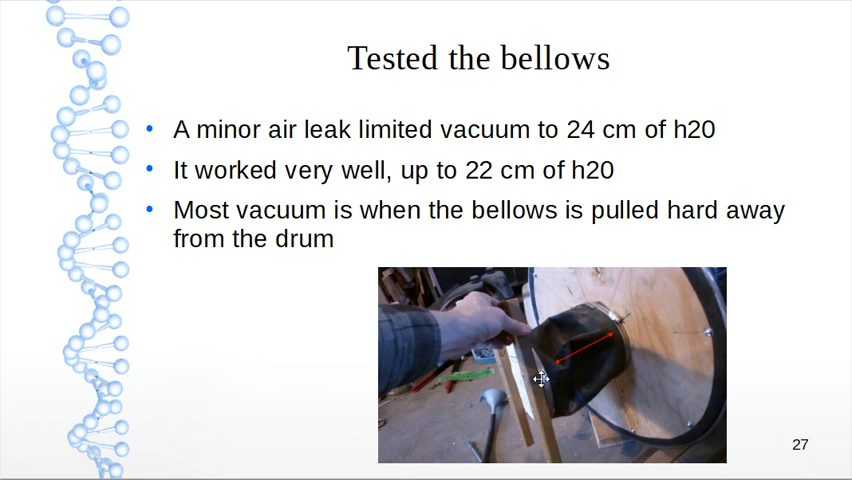 Tested the bellows
• A minor air leak limited vacuum to 24 cm of h20
• It worked very well, up to 22 cm of h20
• Most vacuum is when the bellows is pulled hard away
from the drum
27